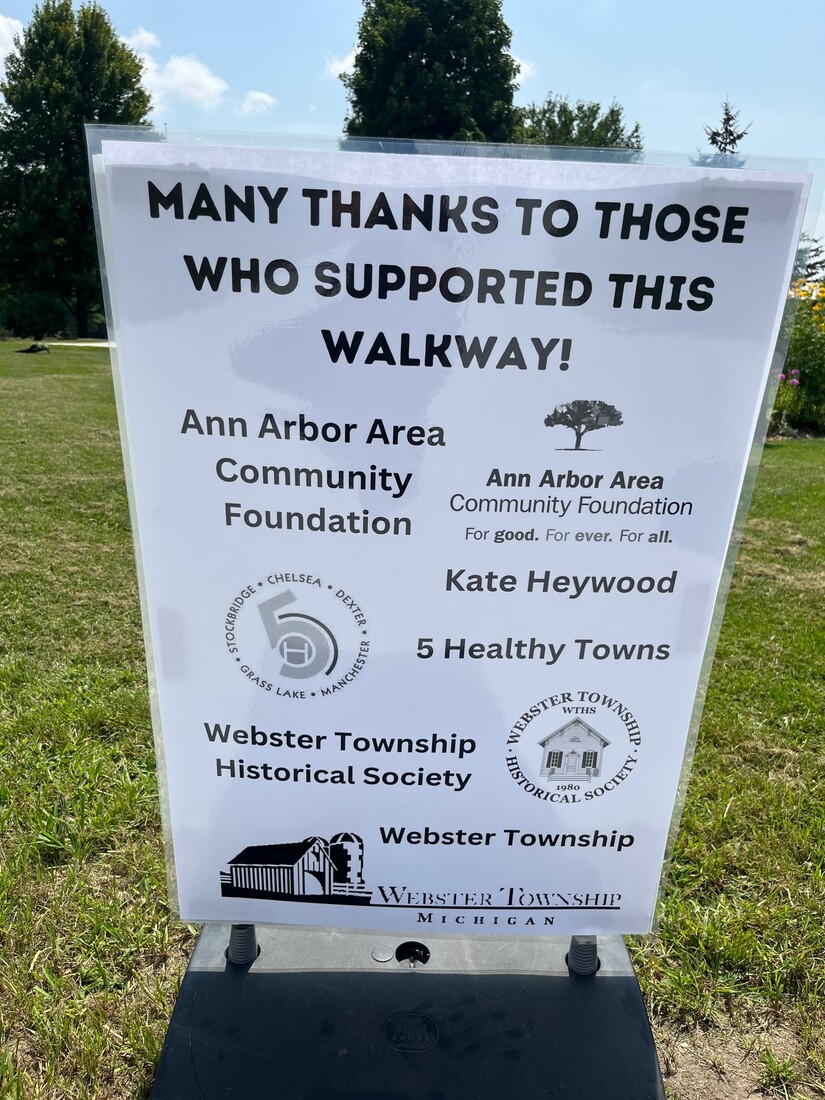 MANY THANKS TO THOSE
WHO SUPPORTED THIS
WALKWAY!
Ann Arbor Area
Community
Foundation
Ann Arbor Area
Community Foundation
For good. For ever. For all.
Kate Heywood
STOCKBRIDGE • CHELSEA • DEXTER • MANCHESTER • GRASS LAKE •
5
H
5 Healthy Towns
Webster Township
Historical Society
WEBSTER TOWNSHIP
WTHS
1980
HISTORICAL SOCIETY
Webster Township
WEBSTER TOWNSHIP
MICHIGAN